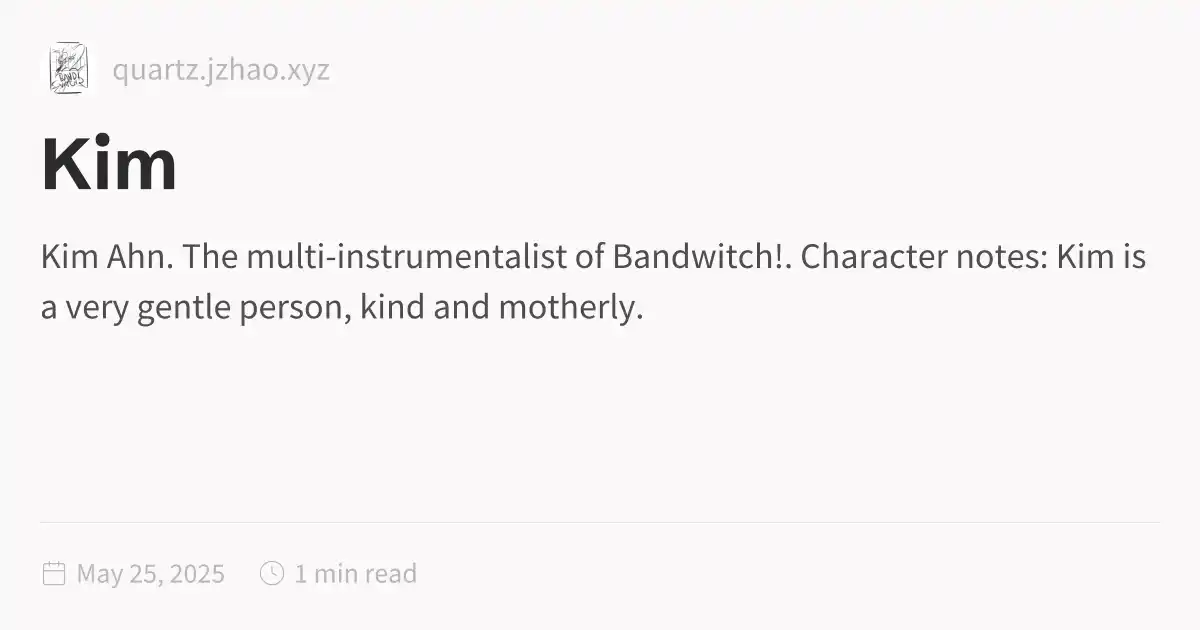 quartz.jzhao.xyz
Kim
Kim Ahn. The multi-instrumentalist of Bandwitch!. Character notes: Kim is
a very gentle person, kind and motherly.
May 25, 2025 1 min read